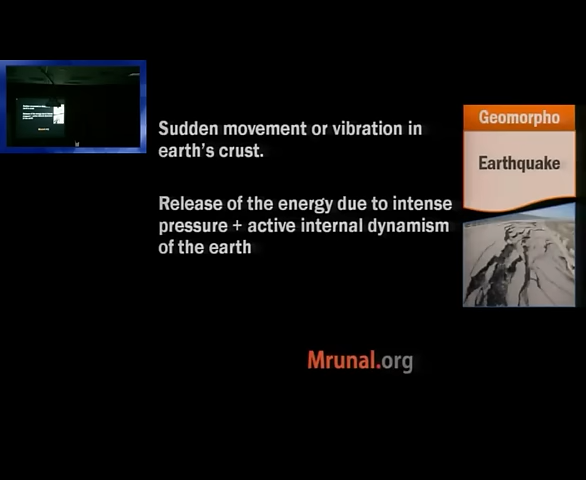 Geomorpho
Earthquake
Sudden movement or vibration in
earth's crust.
Release of the energy due to intense
pressure + active internal dynamism
of the earth
Mrunal.org